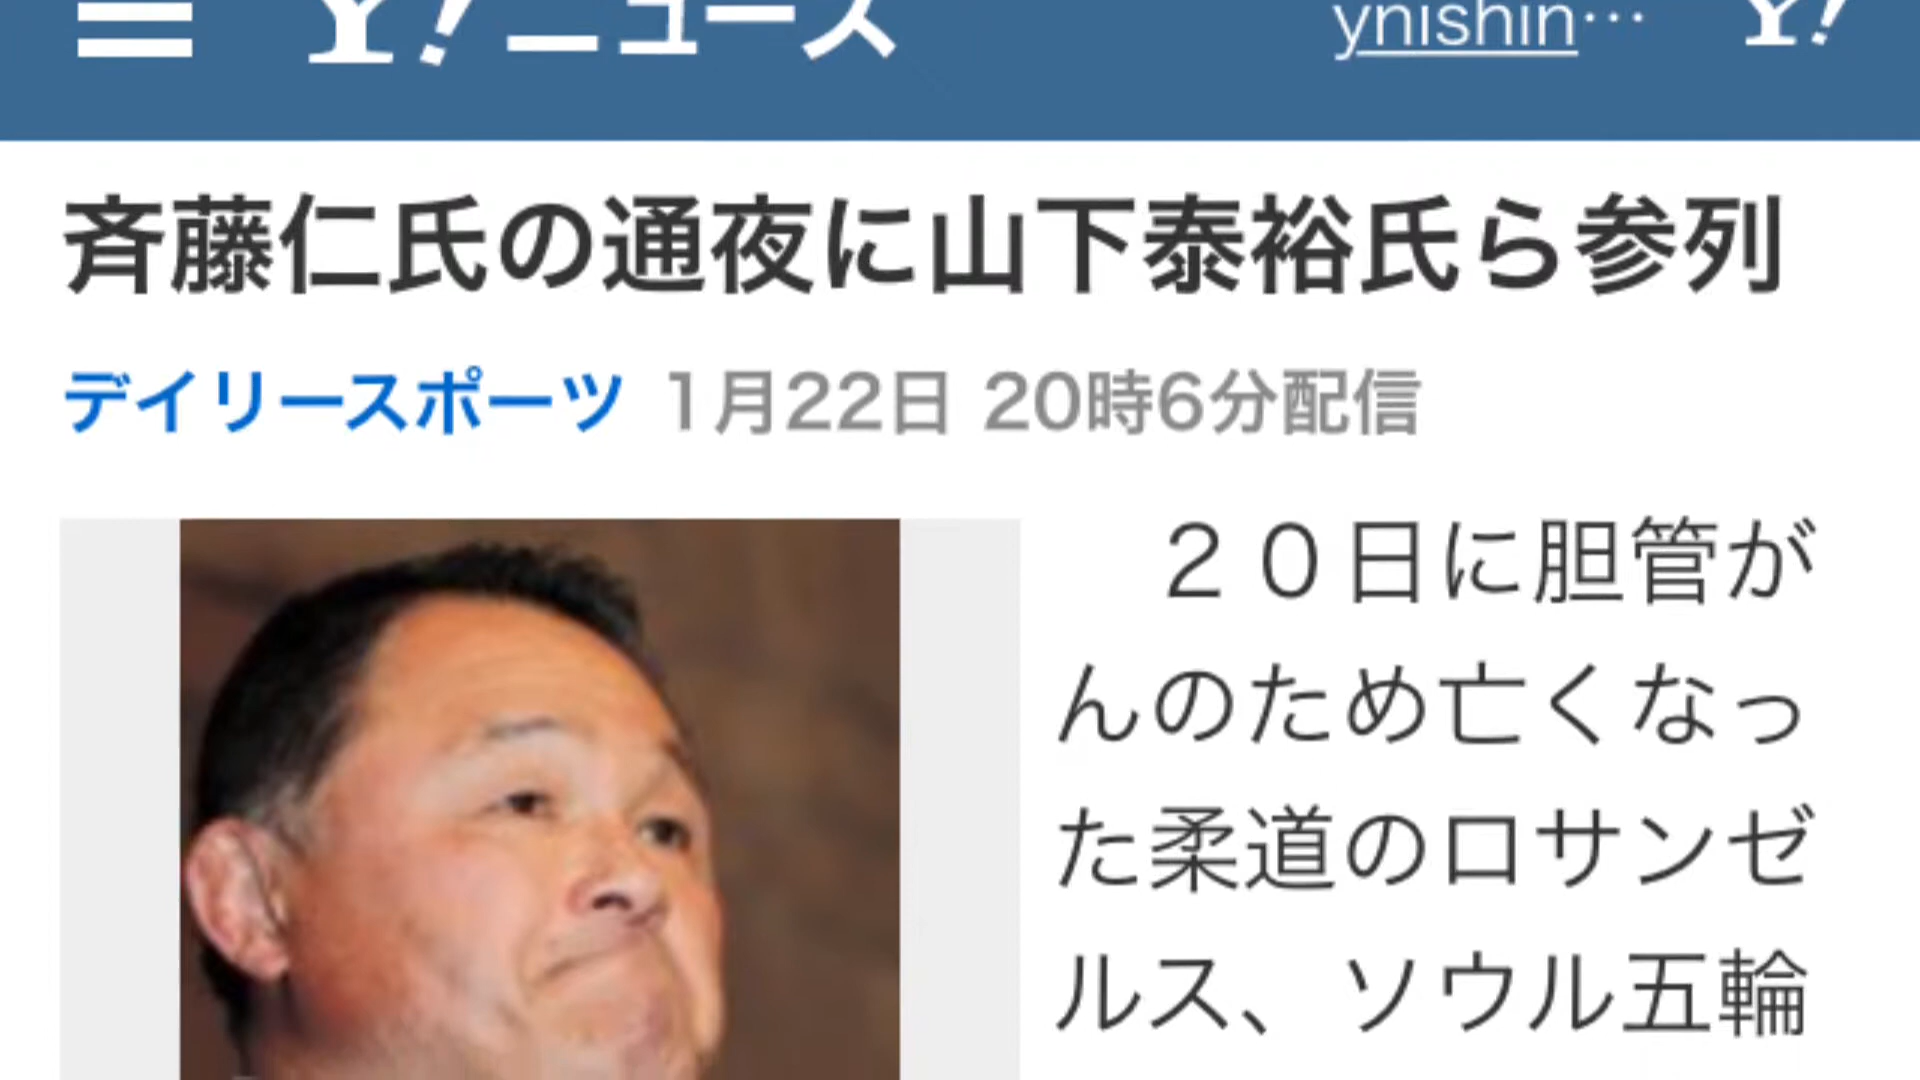 Y!ニュース
ynishin…
Y!
斉藤仁氏の通夜に山下泰裕氏ら参列
デイリースポーツ 1月22日 20時6分配信
２０日に胆管が
んのため亡くなっ
た柔道のロサンゼ
ルス、ソウル五輪